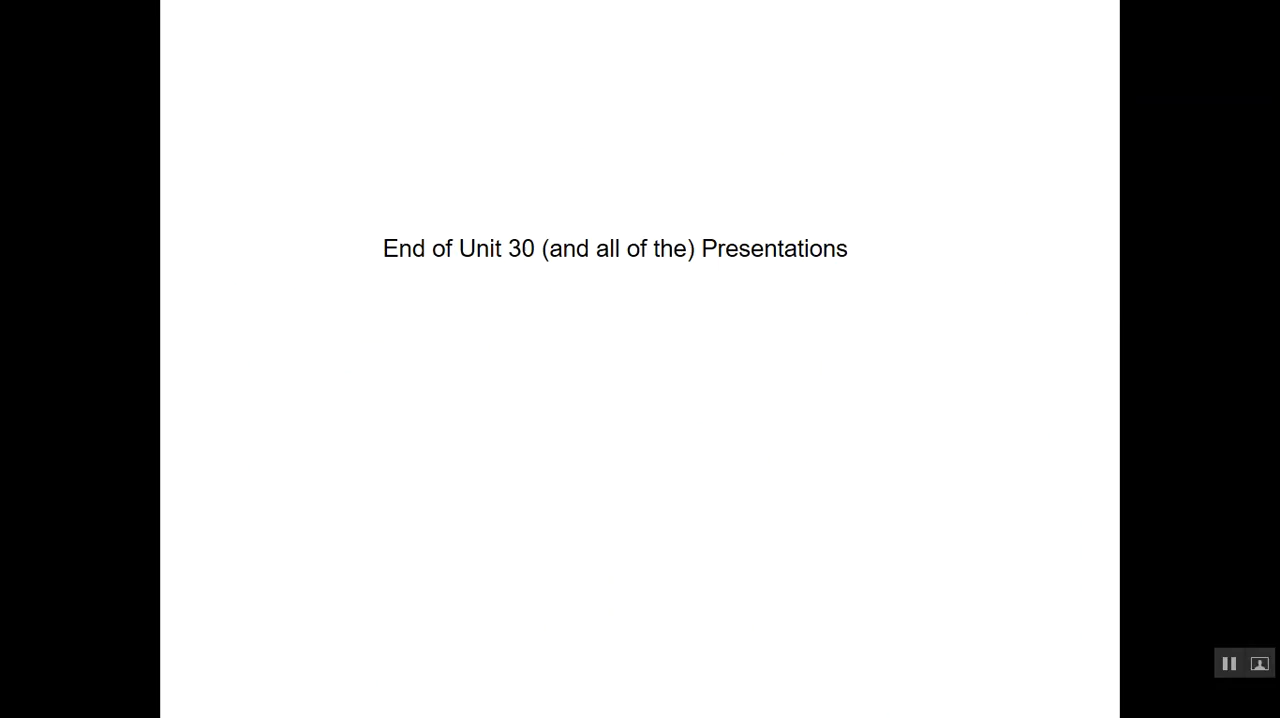 End of Unit 30 (and all of the) Presentations